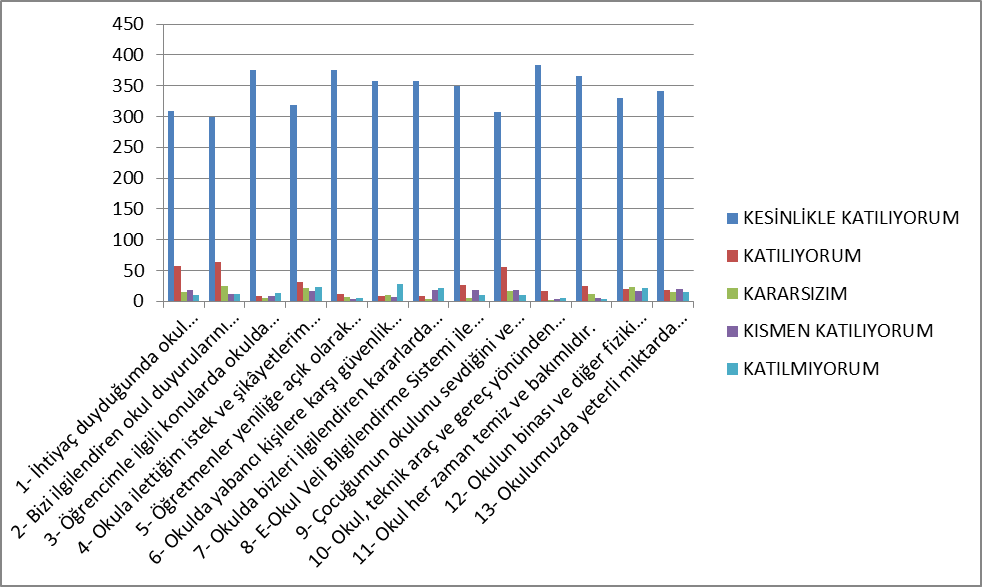 450
400
350
300
250
200
150
100
50
0
1- İhtiyaç duyduğumda okul...
2- Bizi ilgilendiren okul duyurularını...
3- Öğrencimle ilgili konularda okulda...
4- Okula ilettiğim istek ve şikâyetlerim...
5- Öğretmenler yeniliğe açık olarak...
6- Okulda yabancı kişilere karşı güvenlik...
7- Okulda bizleri ilgilendiren kararlarda...
8- E-Okul Veli Bilgilendirme Sistemi ile...
9- Çocuğumun okulunu sevdiğini ve...
10- Okul, teknik araç ve gereç yönünden...
11- Okul her zaman temiz ve bakımlıdır.
12- Okulun binası ve diğer fiziki...
13- Okulumuzda yeterli miktarda...
KESİNLİKLE KATILIYORUM
KATILIYORUM
KARARSIZIM
KISMEN KATILIYORUM
KATILMIYORUM